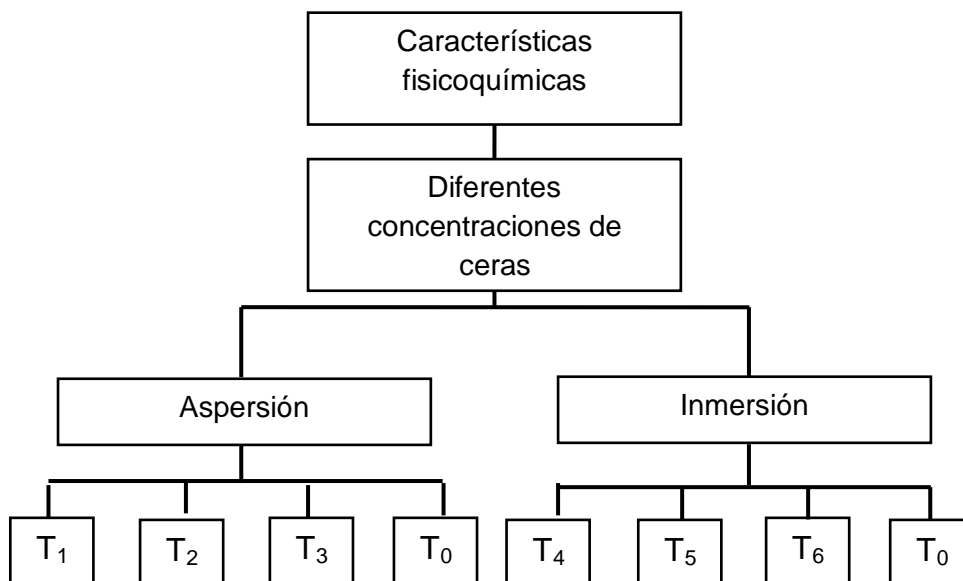 Características
fisicoquímicas
Diferentes
concentraciones de
ceras
Aspersión
Inmersión
T₁
T₂
T₃
T₀
T₄
T₅
T₆
T₀